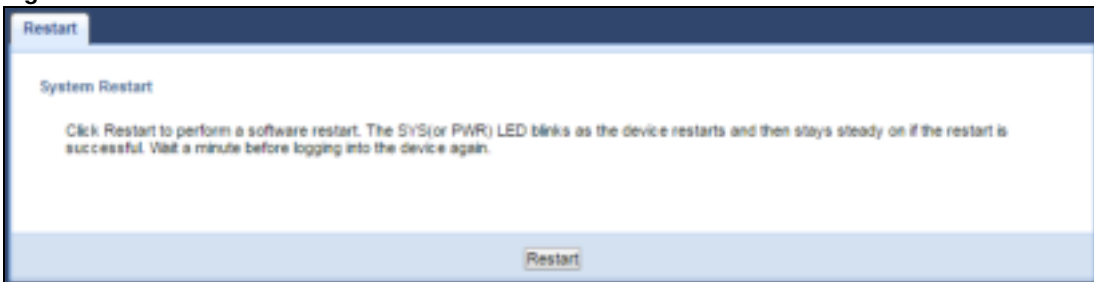 Restart
System Restart
Click Restart to perform a software restart. The SYS(or PWR) LED blinks as the device restarts and then stays steady on if the restart is
successful. Wait a minute before logging into the device again.
Restart